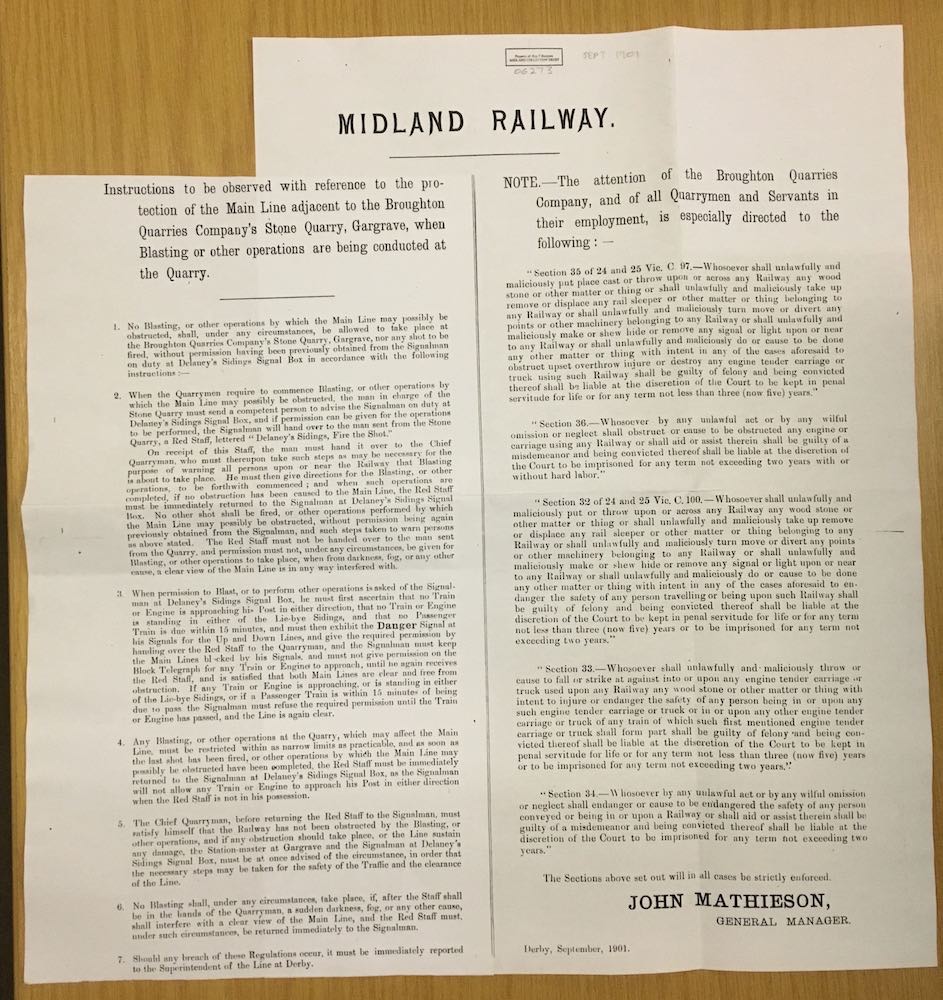 SEPT 1901
06273
MIDLAND RAILWAY.
Instructions to be observed with reference to the pro-
tection of the Main Line adjacent to the Broughton
Quarries Company's Stone Quarry, Gargrave, when
Blasting or other operations are being conducted at
the Quarry.
1. No Blasting, or other operations by which the Main Line may possibly be
obstructed, shall, under any circumstances, be allowed to take place at
the Broughton Quarries Company's Stone Quarry, Gargrave, nor any shot to be
fired, without permission having been previously obtained from the Signalman
on duty at Delaney's Sidings Signal Box in accordance with the following
instructions :—
2. When the Quarrymen require to commence Blasting, or other operations by
which the Main Line may possibly be obstructed, the man in charge of the
Stone Quarry must send a competent person to advise the Signalman on duty at
Delaney's Sidings Signal Box, and if permission can be given for the operations
to be performed, the Signalman will hand over to the man sent from the Stone
Quarry, a Red Staff, lettered "Delaney's Sidings, Fire the Shot."
On receipt of this Staff, the man must hand it over to the Chief
Quarryman, who must thereupon take such steps as may be necessary for the
purpose of warning all persons upon or near the Railway that Blasting
is about to take place. He must then give directions for the Blasting, or other
operations, to be forthwith commenced ; and when such operations are
completed, if no obstruction has been caused to the Main Line, the Red Staff
must be immediately returned to the Signalman at Delaney's Sidings Signal
Box. No other shot shall be fired, or other operations performed by which
the Main Line may possibly be obstructed, without permission being again
previously obtained from the Signalman, and such steps taken to warn persons
as above stated. The Red Staff must not be handed over to the man sent
from the Quarry, and permission must not, under any circumstances, be given for
Blasting, or other operations to take place, when from darkness, fog, or any other
cause, a clear view of the Main Line is in any way interfered with.
3. When permission to Blast, or to perform other operations is asked of the Signal-
man at Delaney's Sidings Signal Box, he must first ascertain that no Train
or Engine is approaching his Post in either direction, that no Train or Engine
is standing in either of the Lie-bye Sidings, and that no Passenger
Train is due within 15 minutes, and must then exhibit the Danger Signal at
his Signals for the Up and Down Lines, and give the required permission by
handing over the Red Staff to the Quarryman, and the Signalman must keep
the Main Lines bl cked by his Signals, and must not give permission on the
Block Telegraph for any Train or Engine to approach, until he again receives
the Red Staff, and is satisfied that both Main Lines are clear and free from
obstruction. If any Train or Engine is approaching, or is standing in either
of the Lie-bye Sidings, or if a Passenger Train is within 15 minutes of being
due to pass the Signalman must refuse the required permission until the Train
or Engine has passed, and the Line is again clear.
4. Any Blasting, or other operations at the Quarry, which may affect the Main
Line, must be restricted within as narrow limits as practicable, and as soon as
the last shot has been fired, or other operations by which the Main Line may
possibly be obstructed have been completed, the Red Staff must be immediately
returned to the Signalman at Delaney's Sidings Signal Box, as the Signalman
will not allow any Train or Engine to approach his Post in either direction
when the Red Staff is not in his possession.
5. The Chief Quarryman, before returning the Red Staff to the Signalman, must
satisfy himself that the Railway has not been obstructed by the Blasting, or
other operations, and if any obstruction should take place, or the Line sustain
any damage, the Station-master at Gargrave and the Signalman at Delaney's
Sidings Signal Box, must be at once advised of the circumstance, in order that
the necessary steps may be taken for the safety of the Traffic and the clearance
of the Line.
6. No Blasting shall, under any circumstances, take place, if, after the Staff shall
be in the hands of the Quarryman, a sudden darkness, fog, or any other cause,
shall interfere with a clear view of the Main Line, and the Red Staff must,
under such circumstances, be returned immediately to the Signalman.
7. Should any breach of these Regulations occur, it must be immediately reported
to the Superintendent of the Line at Derby.
NOTE.—The attention of the Broughton Quarries
Company, and of all Quarrymen and Servants in
their employment, is especially directed to the
following : —
"Section 35 of 24 and 25 Vic. C. 97.—Whosoever shall unlawfully and
maliciously put place cast or throw upon or across any Railway any wood
stone or other matter or thing or shall unlawfully and maliciously take up
remove or displace any rail sleeper or other matter or thing belonging to
any Railway or shall unlawfully and maliciously turn move or divert any
points or other machinery belonging to any Railway or shall unlawfully and
maliciously make or shew hide or remove any signal or light upon or near
to any Railway or shall unlawfully and maliciously do or cause to be done
any other matter or thing with intent in any of the cases aforesaid to
obstruct upset overthrow injure or destroy any engine tender carriage or
truck using such Railway shall be guilty of felony and being convicted
thereof shall be liable at the discretion of the Court to be kept in penal
servitude for life or for any term not less than three (now five) years."
"Section 36.—Whosoever by any unlawful act or by any wilful
omission or neglect shall obstruct or cause to be obstructed any engine or
carriage using any Railway or shall aid or assist therein shall be guilty of a
misdemeanor and being convicted thereof shall be liable at the discretion of
the Court to be imprisoned for any term not exceeding two years with or
without hard labor."
"Section 32 of 24 and 25 Vic. C. 100.—Whosoever shall unlawfully and
maliciously put or throw upon or across any Railway any wood stone or
other matter or thing or shall unlawfully and maliciously take up remove
or displace any rail sleeper or other matter or thing belonging to any
Railway or shall unlawfully and maliciously turn move or divert any points
or other machinery belonging to any Railway or shall unlawfully and
maliciously make or shew hide or remove any signal or light upon or near
to any Railway or shall unlawfully and maliciously do or cause to be done
any other matter or thing with intent in any of the cases aforesaid to en-
danger the safety of any person travelling or being upon such Railway shall
be guilty of felony and being convicted thereof shall be liable at the
discretion of the Court to be kept in penal servitude for life or for any term
not less than three (now five) years or to be imprisoned for any term not
exceeding two years."
"Section 33.—Whosoever shall unlawfully and maliciously throw or
cause to fall or strike at against into or upon any engine tender carriage or
truck used upon any Railway any wood stone or other matter or thing with
intent to injure or endanger the safety of any person being in or upon any
such engine tender carriage or truck or in or upon any other engine tender
carriage or truck of any train of which such first mentioned engine tender
carriage or truck shall form part shall be guilty of felony and being con-
victed thereof shall be liable at the discretion of the Court to be kept in
penal servitude for life or for any term not less than three (now five) years
or to be imprisoned for any term not exceeding two years."
"Section 34.—Whosoever by any unlawful act or by any wilful omission
or neglect shall endanger or cause to be endangered the safety of any person
conveyed or being in or upon a Railway or shall aid or assist therein shall be
guilty of a misdemeanor and being convicted thereof shall be liable at the
discretion of the Court to be imprisoned for any term not exceeding two
years."
The Sections above set out will in all cases be strictly enforced.
JOHN MATHIESON,
GENERAL MANAGER.
Derby, September, 1901.